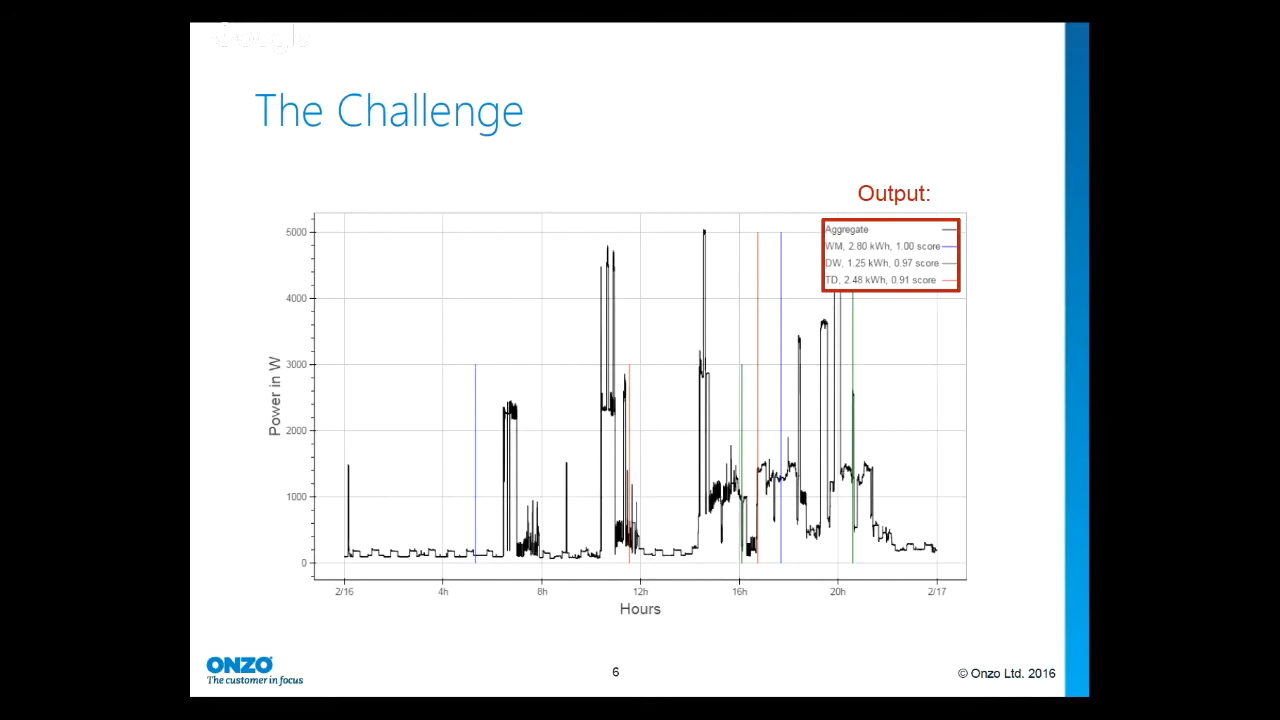 Google
The Challenge
Output:
Aggregate
WM, 2.80 kWh, 1.00 score
DW, 1.25 kWh, 0.97 score
TD, 2.48 kWh, 0.91 score
5000
4000
3000
2000
1000
0
Power in W
2/16 4h 8h 12h 16h 20h 2/17
Hours
ONZO
The customer in focus
6
© Onzo Ltd. 2016